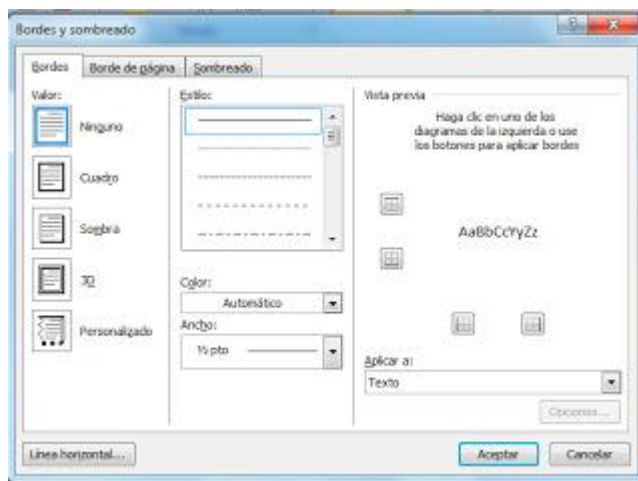 Bordes y sombreado
Bordes
Borde de página
Sombreado
Valor:
Ninguno
Cuadro
Sombra
3D
Personalizado
Estilo:
Color:
Automático
Ancho:
½ pto
Vista previa
Haga clic en uno de los
diagramas de la izquierda o use
los botones para aplicar bordes
AaBbCcYyZz
Aplicar a:
Texto
Opciones...
Línea horizontal...
Aceptar
Cancelar